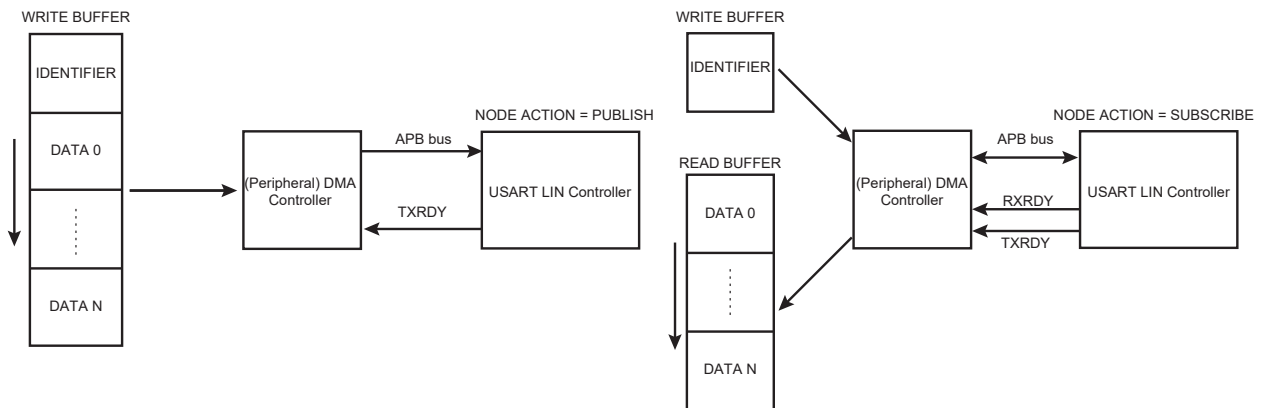 WRITE BUFFER
IDENTIFIER
DATA 0
DATA N
(Peripheral) DMA
Controller
APB bus
TXRDY
NODE ACTION = PUBLISH
USART LIN Controller
WRITE BUFFER
IDENTIFIER
READ BUFFER
DATA 0
DATA N
(Peripheral) DMA
Controller
NODE ACTION = SUBSCRIBE
APB bus
RXRDY
TXRDY
USART LIN Controller